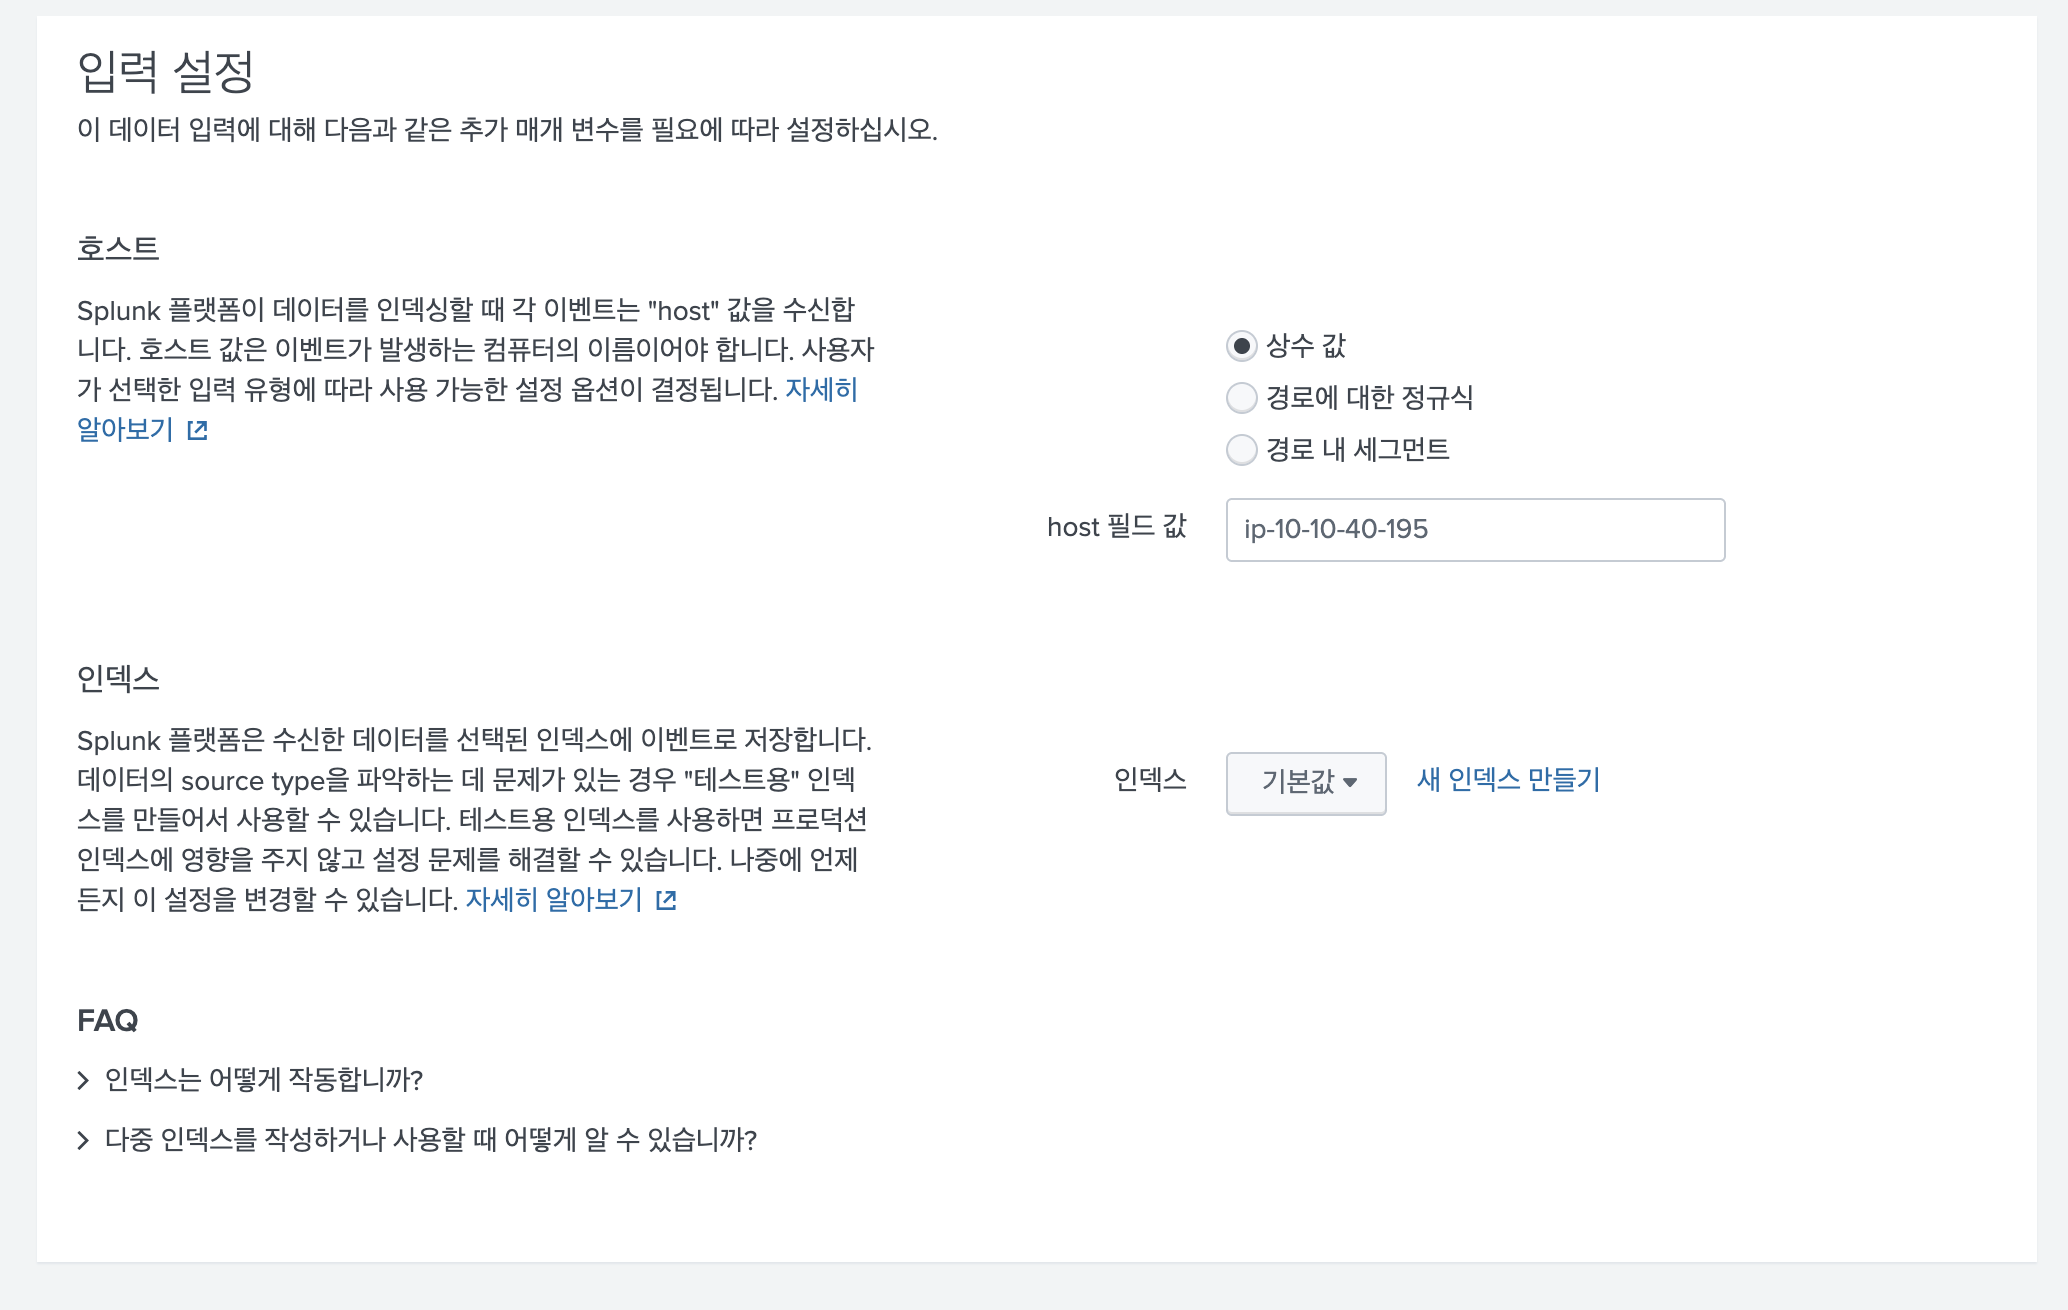 입력 설정
이 데이터 입력에 대해 다음과 같은 추가 매개 변수를 필요에 따라 설정하십시오.
호스트
Splunk 플랫폼이 데이터를 인덱싱할 때 각 이벤트는 "host" 값을 수신합
니다. 호스트 값은 이벤트가 발생하는 컴퓨터의 이름이어야 합니다. 사용자
가 선택한 입력 유형에 따라 사용 가능한 설정 옵션이 결정됩니다. 자세히
알아보기
상수 값
경로에 대한 정규식
경로 내 세그먼트
host 필드 값
ip-10-10-40-195
인덱스
Splunk 플랫폼은 수신한 데이터를 선택된 인덱스에 이벤트로 저장합니다.
데이터의 source type을 파악하는 데 문제가 있는 경우 "테스트용" 인덱
스를 만들어서 사용할 수 있습니다. 테스트용 인덱스를 사용하면 프로덕션
인덱스에 영향을 주지 않고 설정 문제를 해결할 수 있습니다. 나중에 언제
든지 이 설정을 변경할 수 있습니다. 자세히 알아보기
인덱스
기본값
새 인덱스 만들기
FAQ
인덱스는 어떻게 작동합니까?
다중 인덱스를 작성하거나 사용할 때 어떻게 알 수 있습니까?